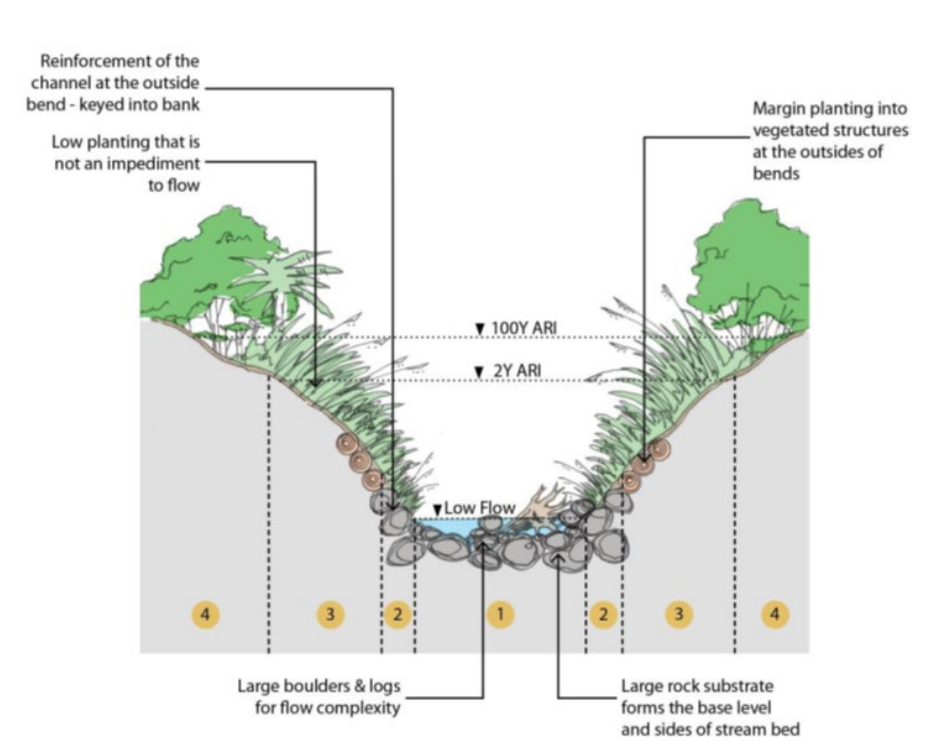 Reinforcement of the
channel at the outside
bend - keyed into bank
Low planting that is
not an impediment
to flow
Margin planting into
vegetated structures
at the outsides of
bends
100Y ARI
2Y ARI
Low Flow
4
3
2
1
2
3
4
Large boulders & logs
for flow complexity
Large rock substrate
forms the base level
and sides of stream bed